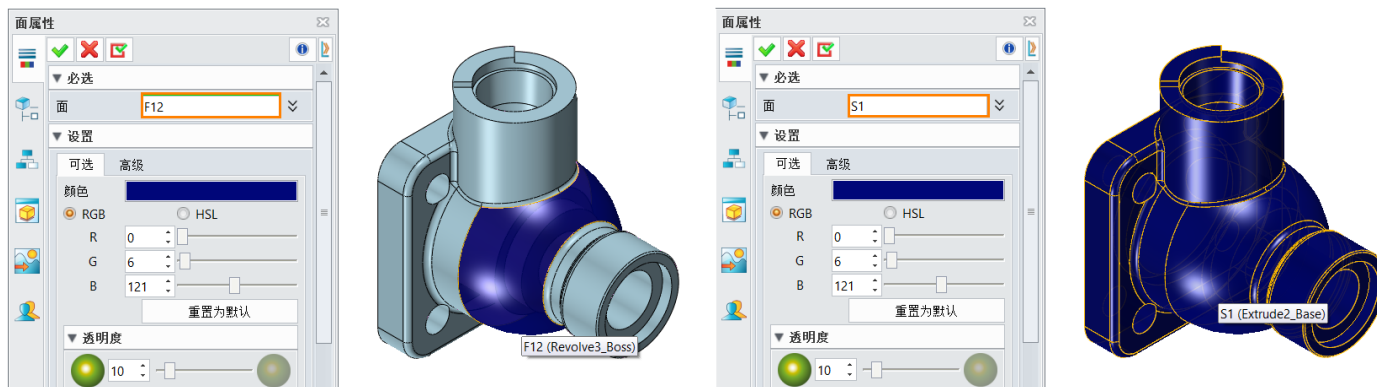 面属性
必选
面 F12
设置
可选 高级
颜色
RGB HSL
R 0
G 6
B 121
重置为默认
透明度
10
F12 (Revolve3_Boss)
面属性
必选
面 S1
设置
可选 高级
颜色
RGB HSL
R 0
G 6
B 121
重置为默认
透明度
10
S1 (Extrude2_Base)